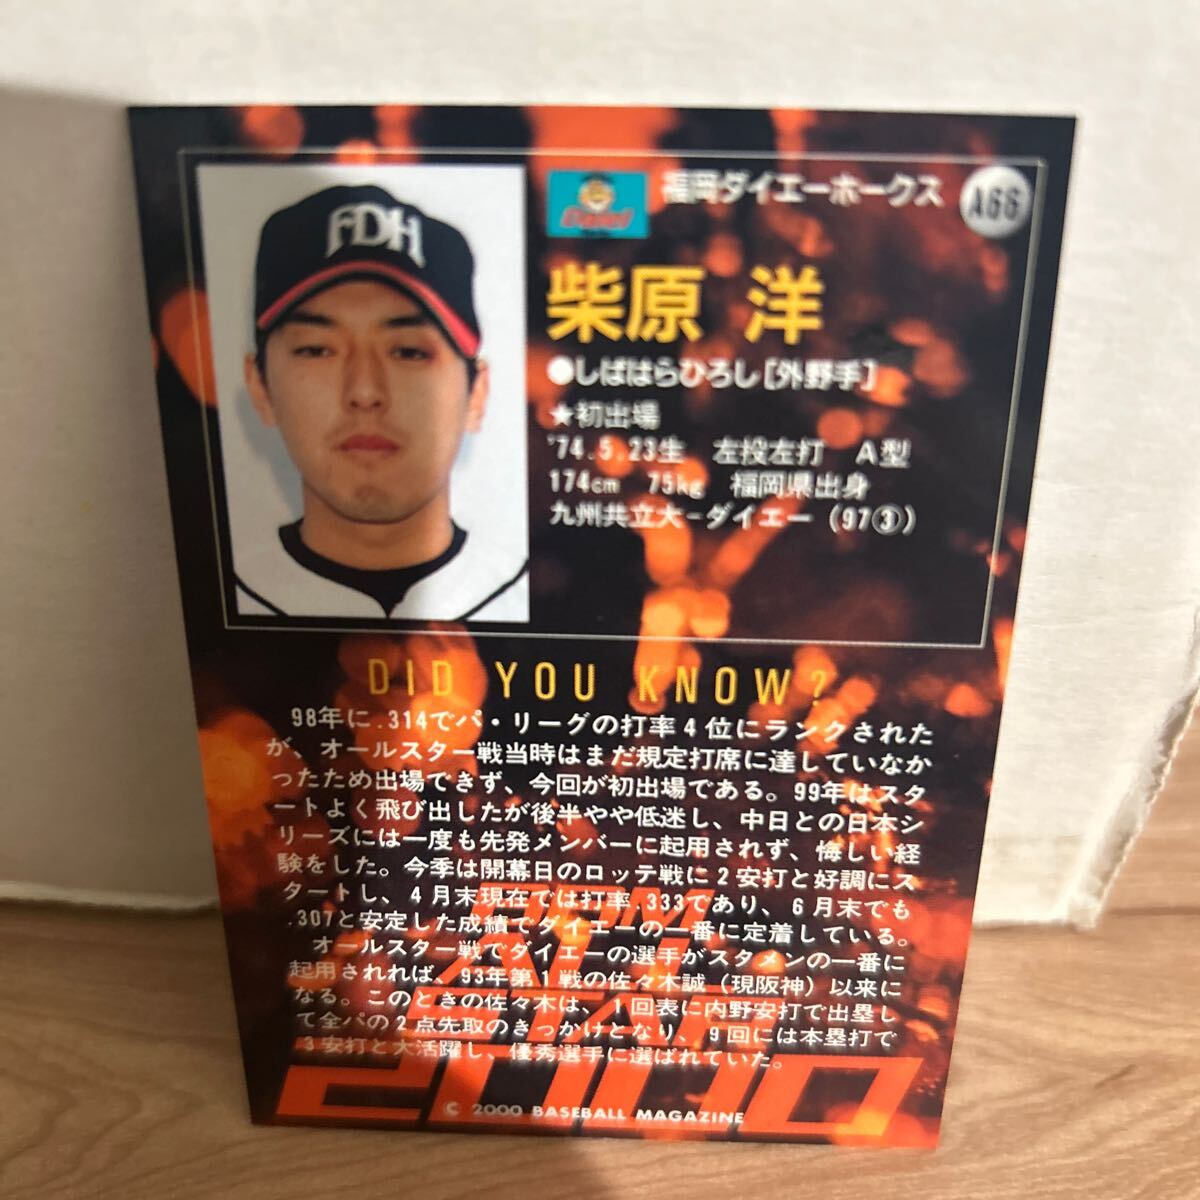 FDH
福岡ダイエーホークス
A66
柴原 洋
●しばはらひろし[外野手]
★初出場
'74.5.23生 左投左打 A型
174cm 75kg 福岡県出身
九州共立大-ダイエー (97③)
DID YOU KNOW?
98年に.314でパ・リーグの打率4位にランクされた
が、オールスター戦当時はまだ規定打席に達していなか
ったため出場できず、今回が初出場である。99年はスタ
ートよく飛び出したが後半やや低迷し、中日との日本シ
リーズには一度も先発メンバーに起用されず、悔しい経
験をした。今季は開幕日のロッテ戦に2安打と好調にス
タートし、4月末現在では打率.333であり、6月末でも
.307と安定した成績でダイエーの一番に定着している。
オールスター戦でダイエーの選手がスタメンの一番に
起用されれば、93年第1戦の佐々木誠(現阪神)以来に
なる。このときの佐々木は、1回表に内野安打で出塁し
て全パの2点先取のきっかけとなり、9回には本塁打で
3安打と大活躍し、優秀選手に選ばれていた。
2000
© 2000 BASEBALL MAGAZINE